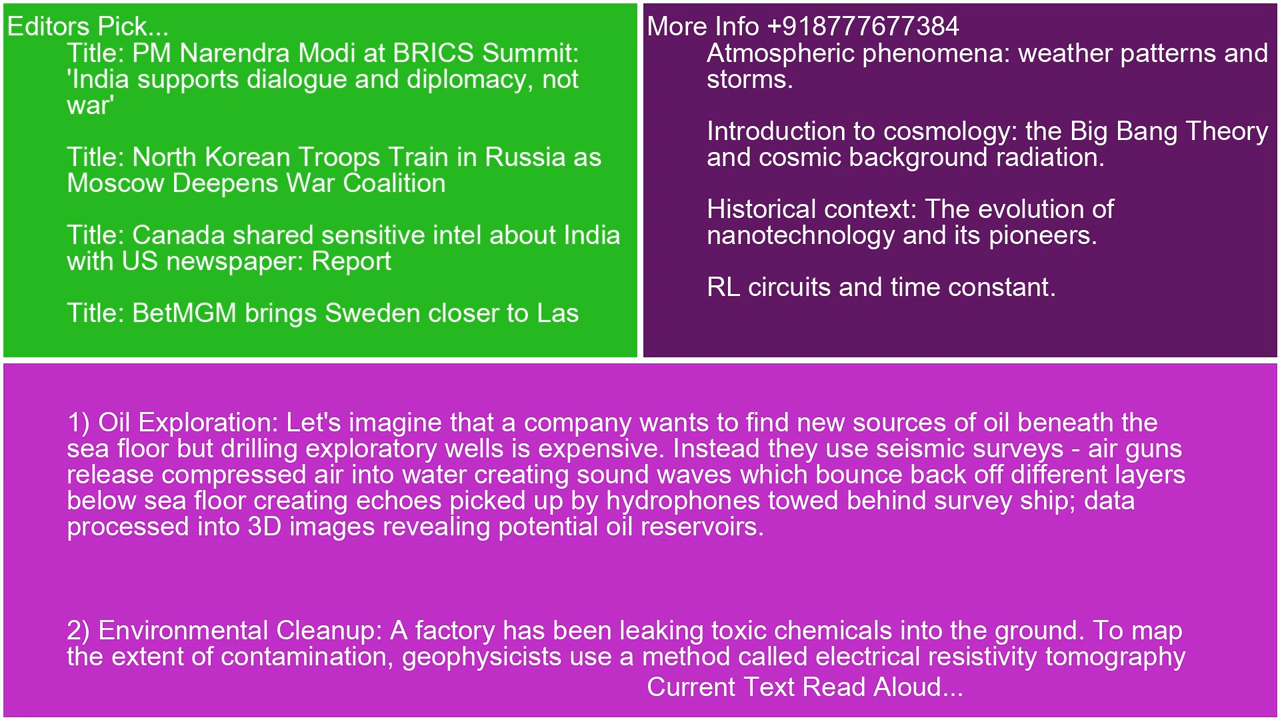 Editors Pick...
Title: PM Narendra Modi at BRICS Summit:
'India supports dialogue and diplomacy, not
war'
Title: North Korean Troops Train in Russia as
Moscow Deepens War Coalition
Title: Canada shared sensitive intel about India
with US newspaper: Report
Title: BetMGM brings Sweden closer to Las
More Info +918777677384
Atmospheric phenomena: weather patterns and
storms.
Introduction to cosmology: the Big Bang Theory
and cosmic background radiation.
Historical context: The evolution of
nanotechnology and its pioneers.
RL circuits and time constant.
1) Oil Exploration: Let's imagine that a company wants to find new sources of oil beneath the
sea floor but drilling exploratory wells is expensive. Instead they use seismic surveys - air guns
release compressed air into water creating sound waves which bounce back off different layers
below sea floor creating echoes picked up by hydrophones towed behind survey ship; data
processed into 3D images revealing potential oil reservoirs.
2) Environmental Cleanup: A factory has been leaking toxic chemicals into the ground. To map
the extent of contamination, geophysicists use a method called electrical resistivity tomography
Current Text Read Aloud...